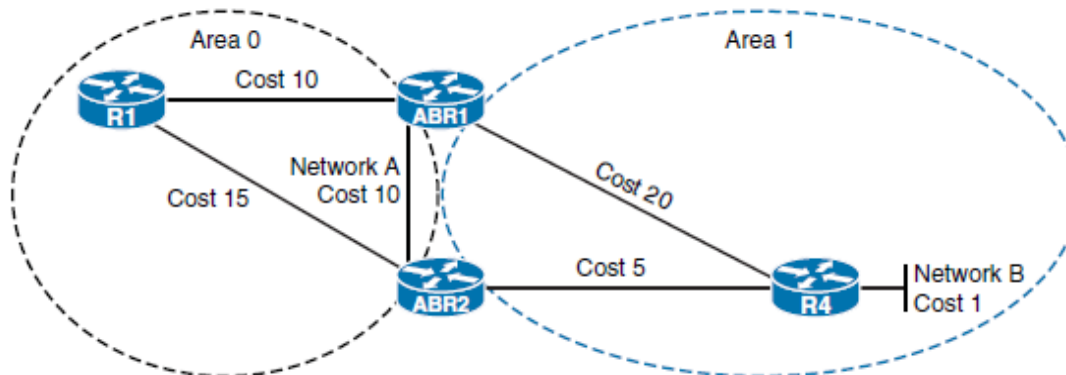 Area 0
Area 1
Cost 10
R1
ABR1
Network A
Cost 10
Cost 15
Cost 20
Cost 5
ABR2
R4
Network B
Cost 1